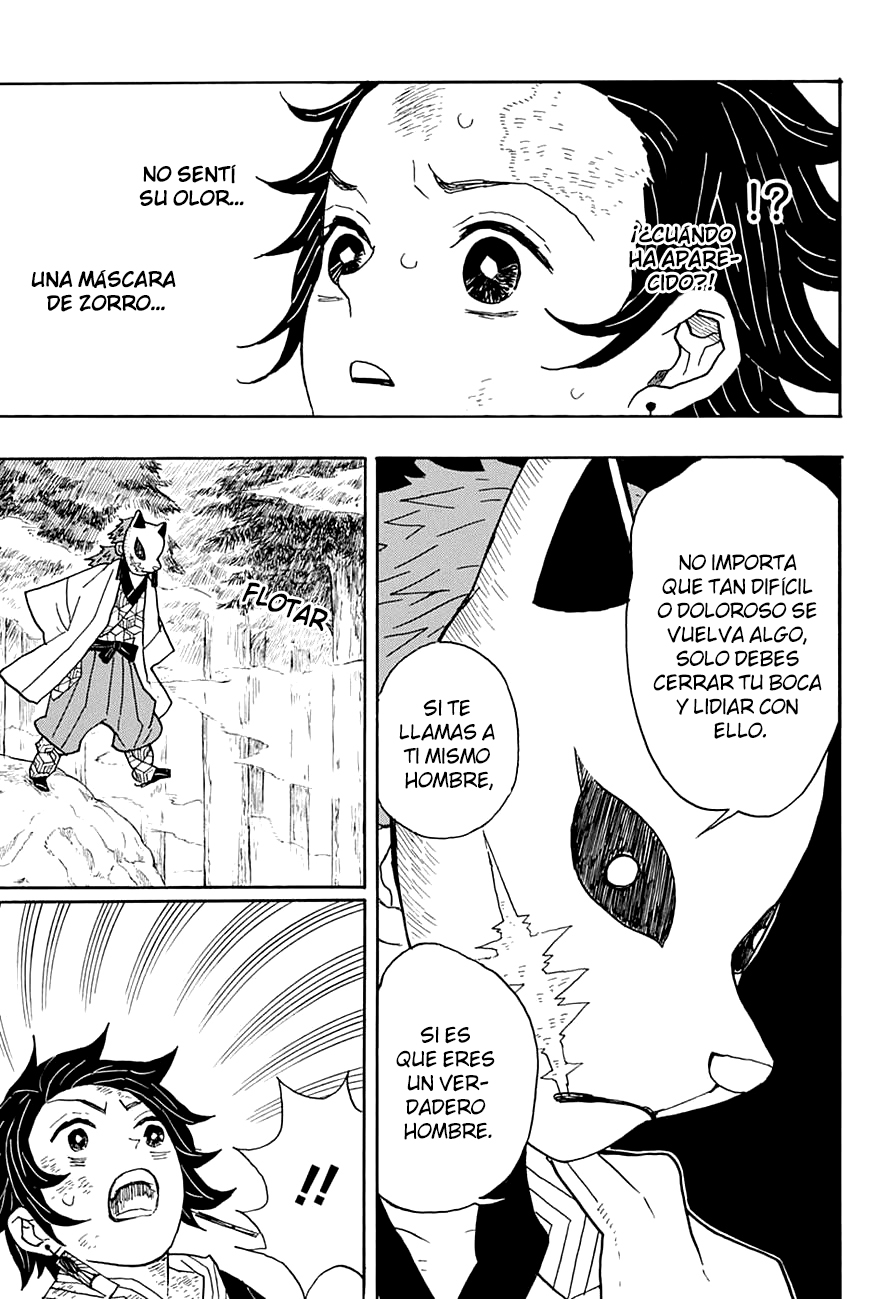 !?
¡¿CUÁNDO
HA APARE-
CIDO?!
NO SENTÍ
SU OLOR...
UNA MÁSCARA
DE ZORRO...
NO IMPORTA
QUE TAN DIFÍCIL
O DOLOROSO SE
VUELVA ALGO,
SOLO DEBES
CERRAR TU BOCA
Y LIDIAR CON
ELLO.
SI TE
LLAMAS A
TI MISMO
HOMBRE,
SI ES
QUE ERES
UN VER-
DADERO
HOMBRE.
FLOTAR
!!